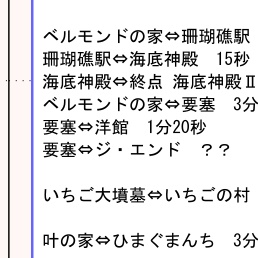 ベルモンドの家⇔珊瑚礁駅
珊瑚礁駅⇔海底神殿　15秒
海底神殿⇔終点 海底神殿Ⅱ
ベルモンドの家⇔要塞　3分
要塞⇔洋館　1分20秒
要塞⇔ジ・エンド　？？
いちご大墳墓⇔いちごの村
叶の家⇔ひまぐまんち　3分